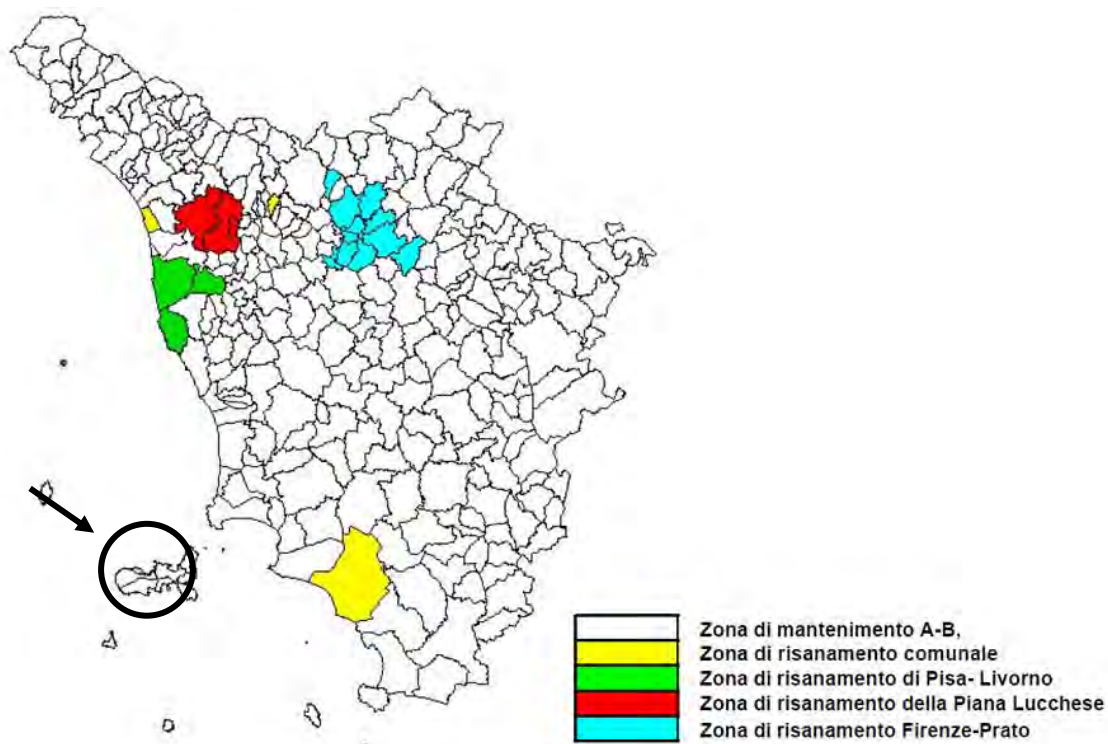 Zona di mantenimento A-B,
Zona di risanamento comunale
Zona di risanamento di Pisa- Livorno
Zona di risanamento della Piana Lucchese
Zona di risanamento Firenze-Prato